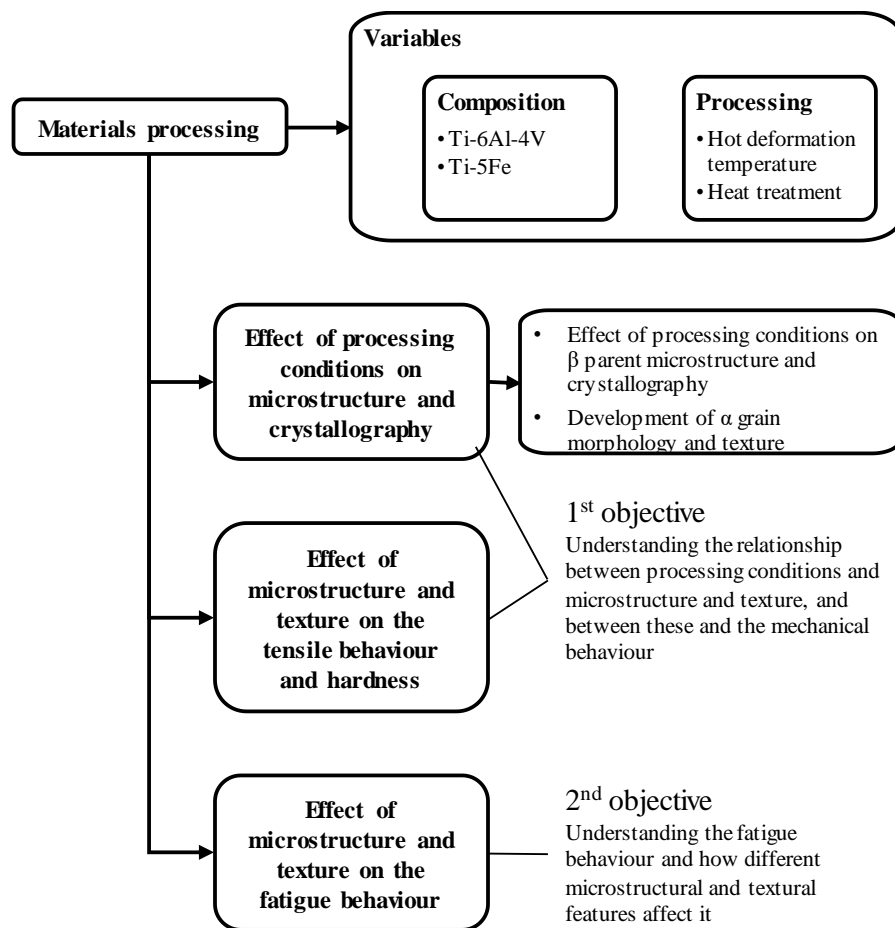 Variables
Materials processing
Composition
• Ti-6Al-4V
• Ti-5Fe
Processing
• Hot deformation
temperature
• Heat treatment
Effect of processing
conditions on
microstructure and
crystallography
• Effect of processing conditions on
β parent microstructure and
crystallography
• Development of α grain
morphology and texture
Effect of
microstructure and
texture on the
tensile behaviour
and hardness
1st objective
Understanding the relationship
between processing conditions and
microstructure and texture, and
between these and the mechanical
behaviour
Effect of
microstructure and
texture on the
fatigue behaviour
2nd objective
Understanding the fatigue
behaviour and how different
microstructural and textural
features affect it